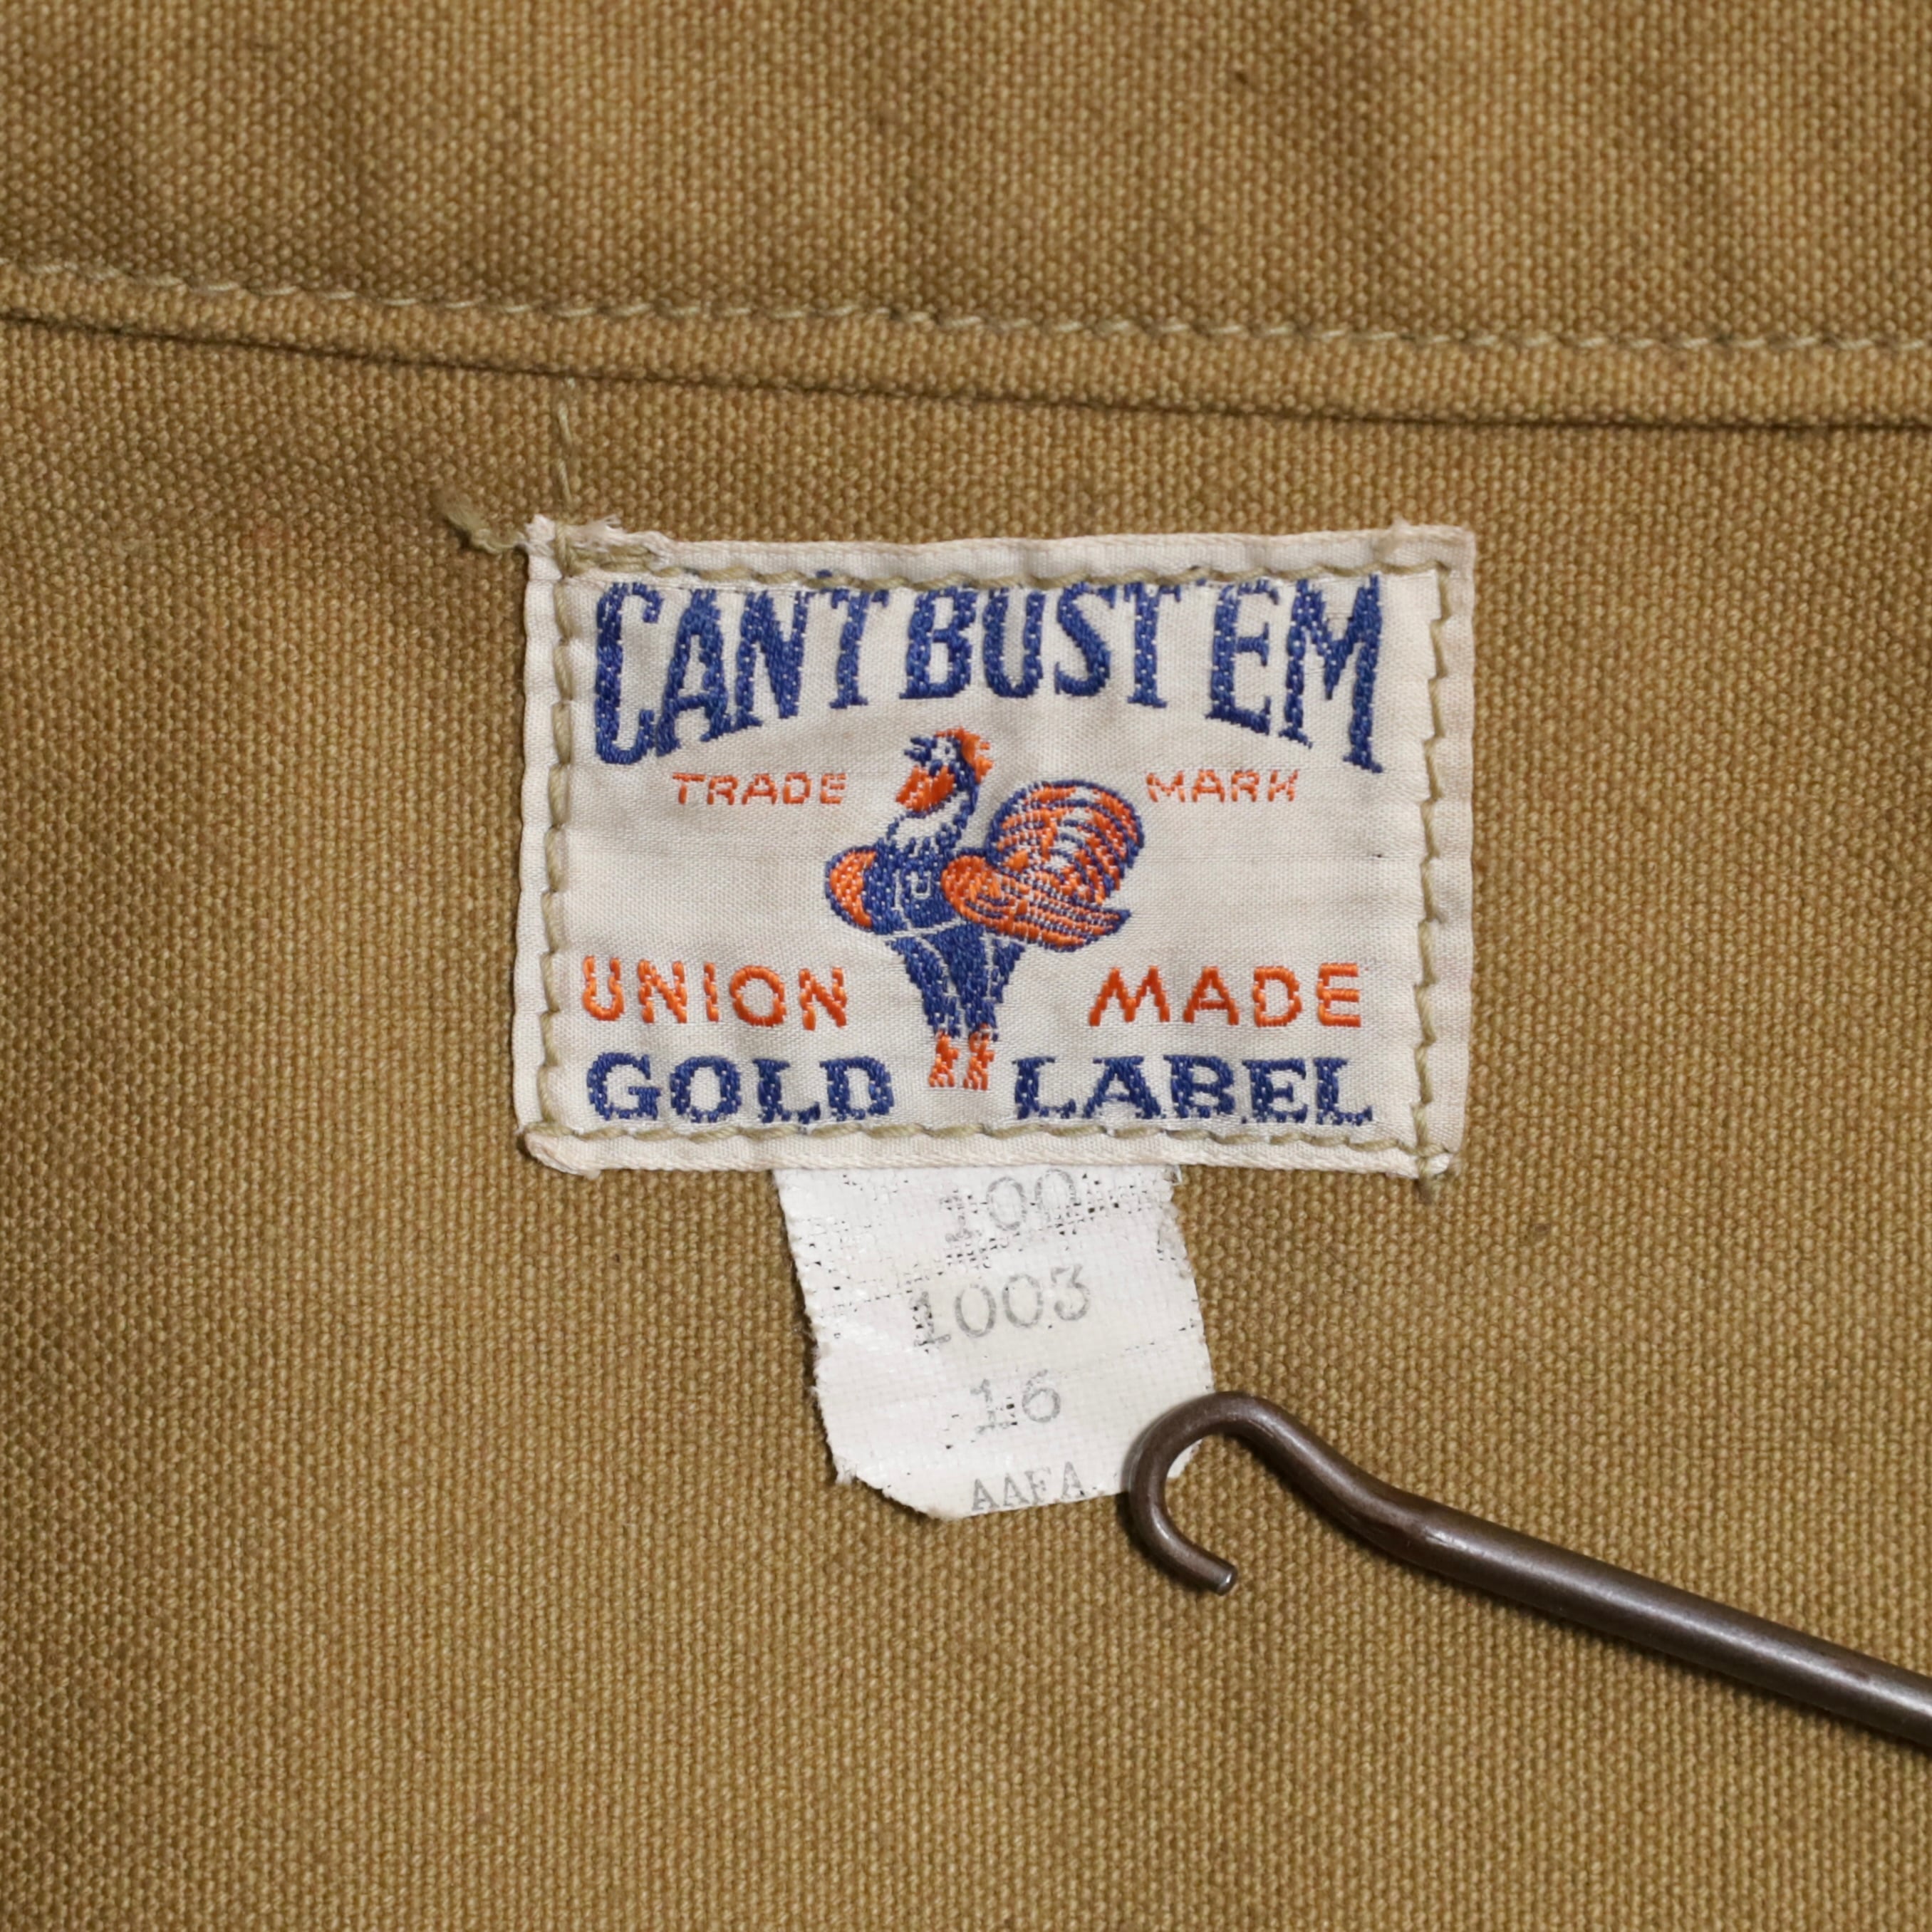 CANT BUST EM
TRADE MARK
UNION MADE
GOLD LABEL
100
1003
16
AAFA